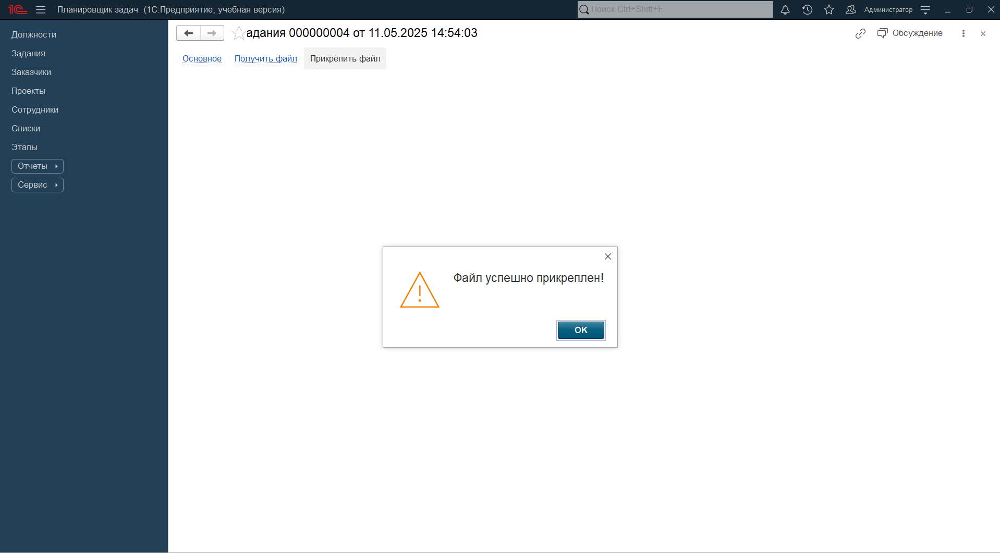 1С Планировщик задач (1С:Предприятие, учебная версия) Поиск Ctrl+Shift+F Администратор
Должности
Задания
Заказчики
Проекты
Сотрудники
Списки
Этапы
Отчеты
Сервис
адания 000000004 от 11.05.2025 14:54:03 Обсуждение
Основное Получить файл Прикрепить файл
Файл успешно прикреплен!
OK